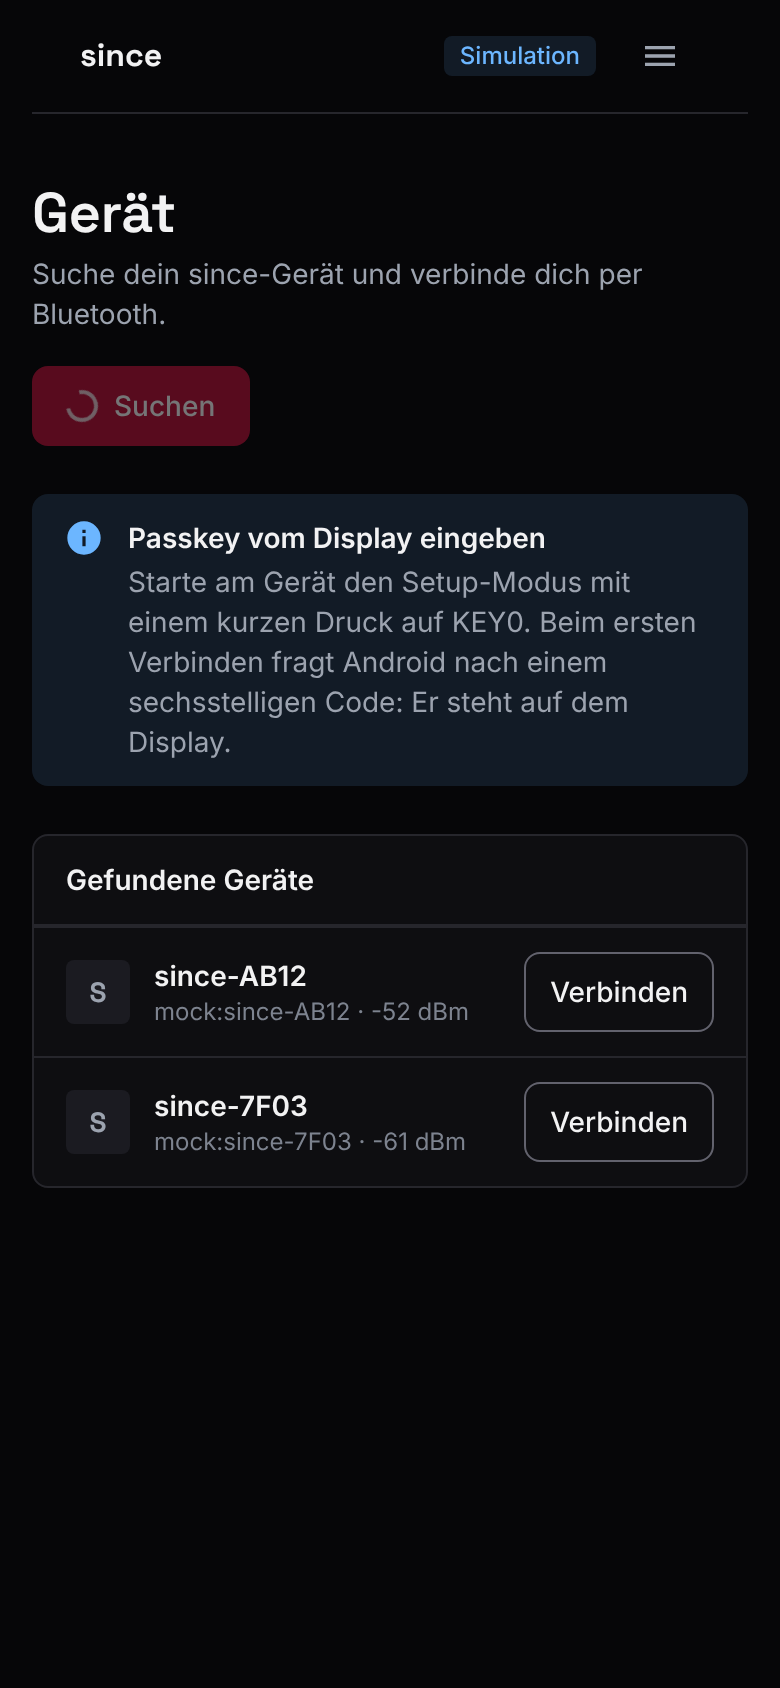 since
Simulation
Gerät
Suche dein since-Gerät und verbinde dich per
Bluetooth.
Suchen
Passkey vom Display eingeben
Starte am Gerät den Setup-Modus mit
einem kurzen Druck auf KEY0. Beim ersten
Verbinden fragt Android nach einem
sechsstelligen Code: Er steht auf dem
Display.
Gefundene Geräte
S
since-AB12
mock:since-AB12 · -52 dBm
Verbinden
S
since-7F03
mock:since-7F03 · -61 dBm
Verbinden